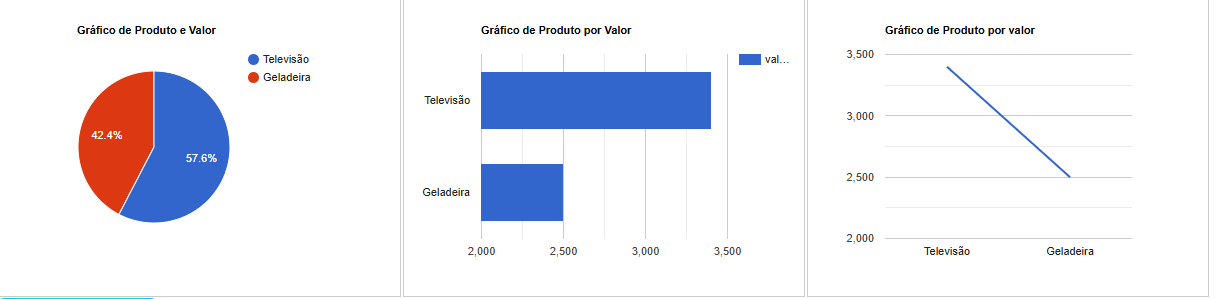 Gráfico de Produto e Valor
Televisão
Geladeira
42.4%
57.6%
Gráfico de Produto por Valor
val...
Televisão
Geladeira
2,000
2,500
3,000
3,500
Gráfico de Produto por valor
3,500
3,000
2,500
2,000
Televisão
Geladeira